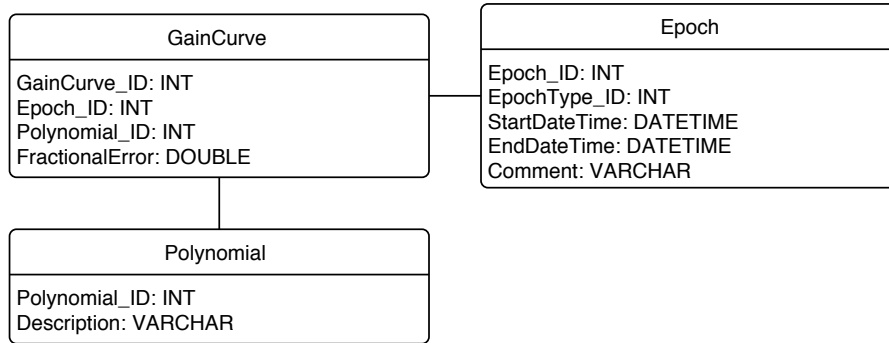 GainCurve
GainCurve_ID: INT
Epoch_ID: INT
Polynomial_ID: INT
FractionalError: DOUBLE
Epoch
Epoch_ID: INT
EpochType_ID: INT
StartDateTime: DATETIME
EndDateTime: DATETIME
Comment: VARCHAR
Polynomial
Polynomial_ID: INT
Description: VARCHAR